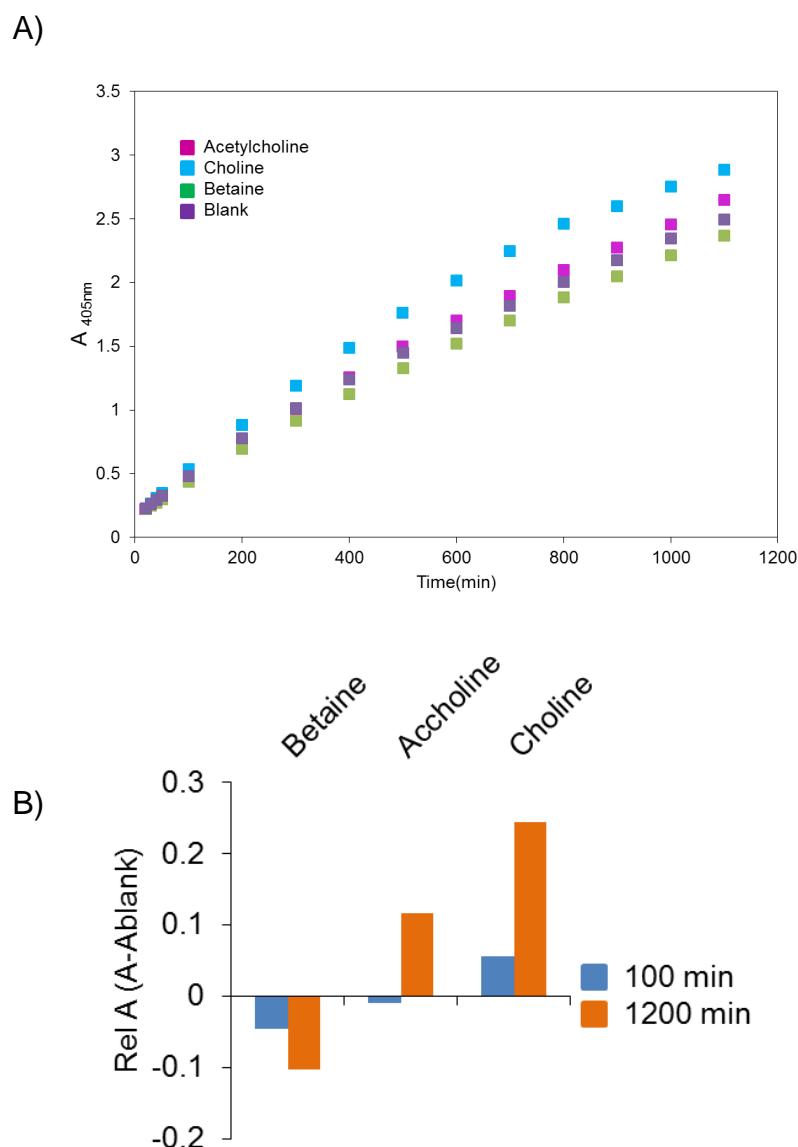 A)
3.5
3
2.5
2
1.5
1
0.5
0
A 405nm
Acetylcholine
Choline
Betaine
Blank
0 200 400 600 800 1000 1200
Time(min)
B)
Betaine Accholine Choline
0.3
0.2
0.1
0
-0.1
-0.2
Rel A (A-Ablank)
100 min
1200 min